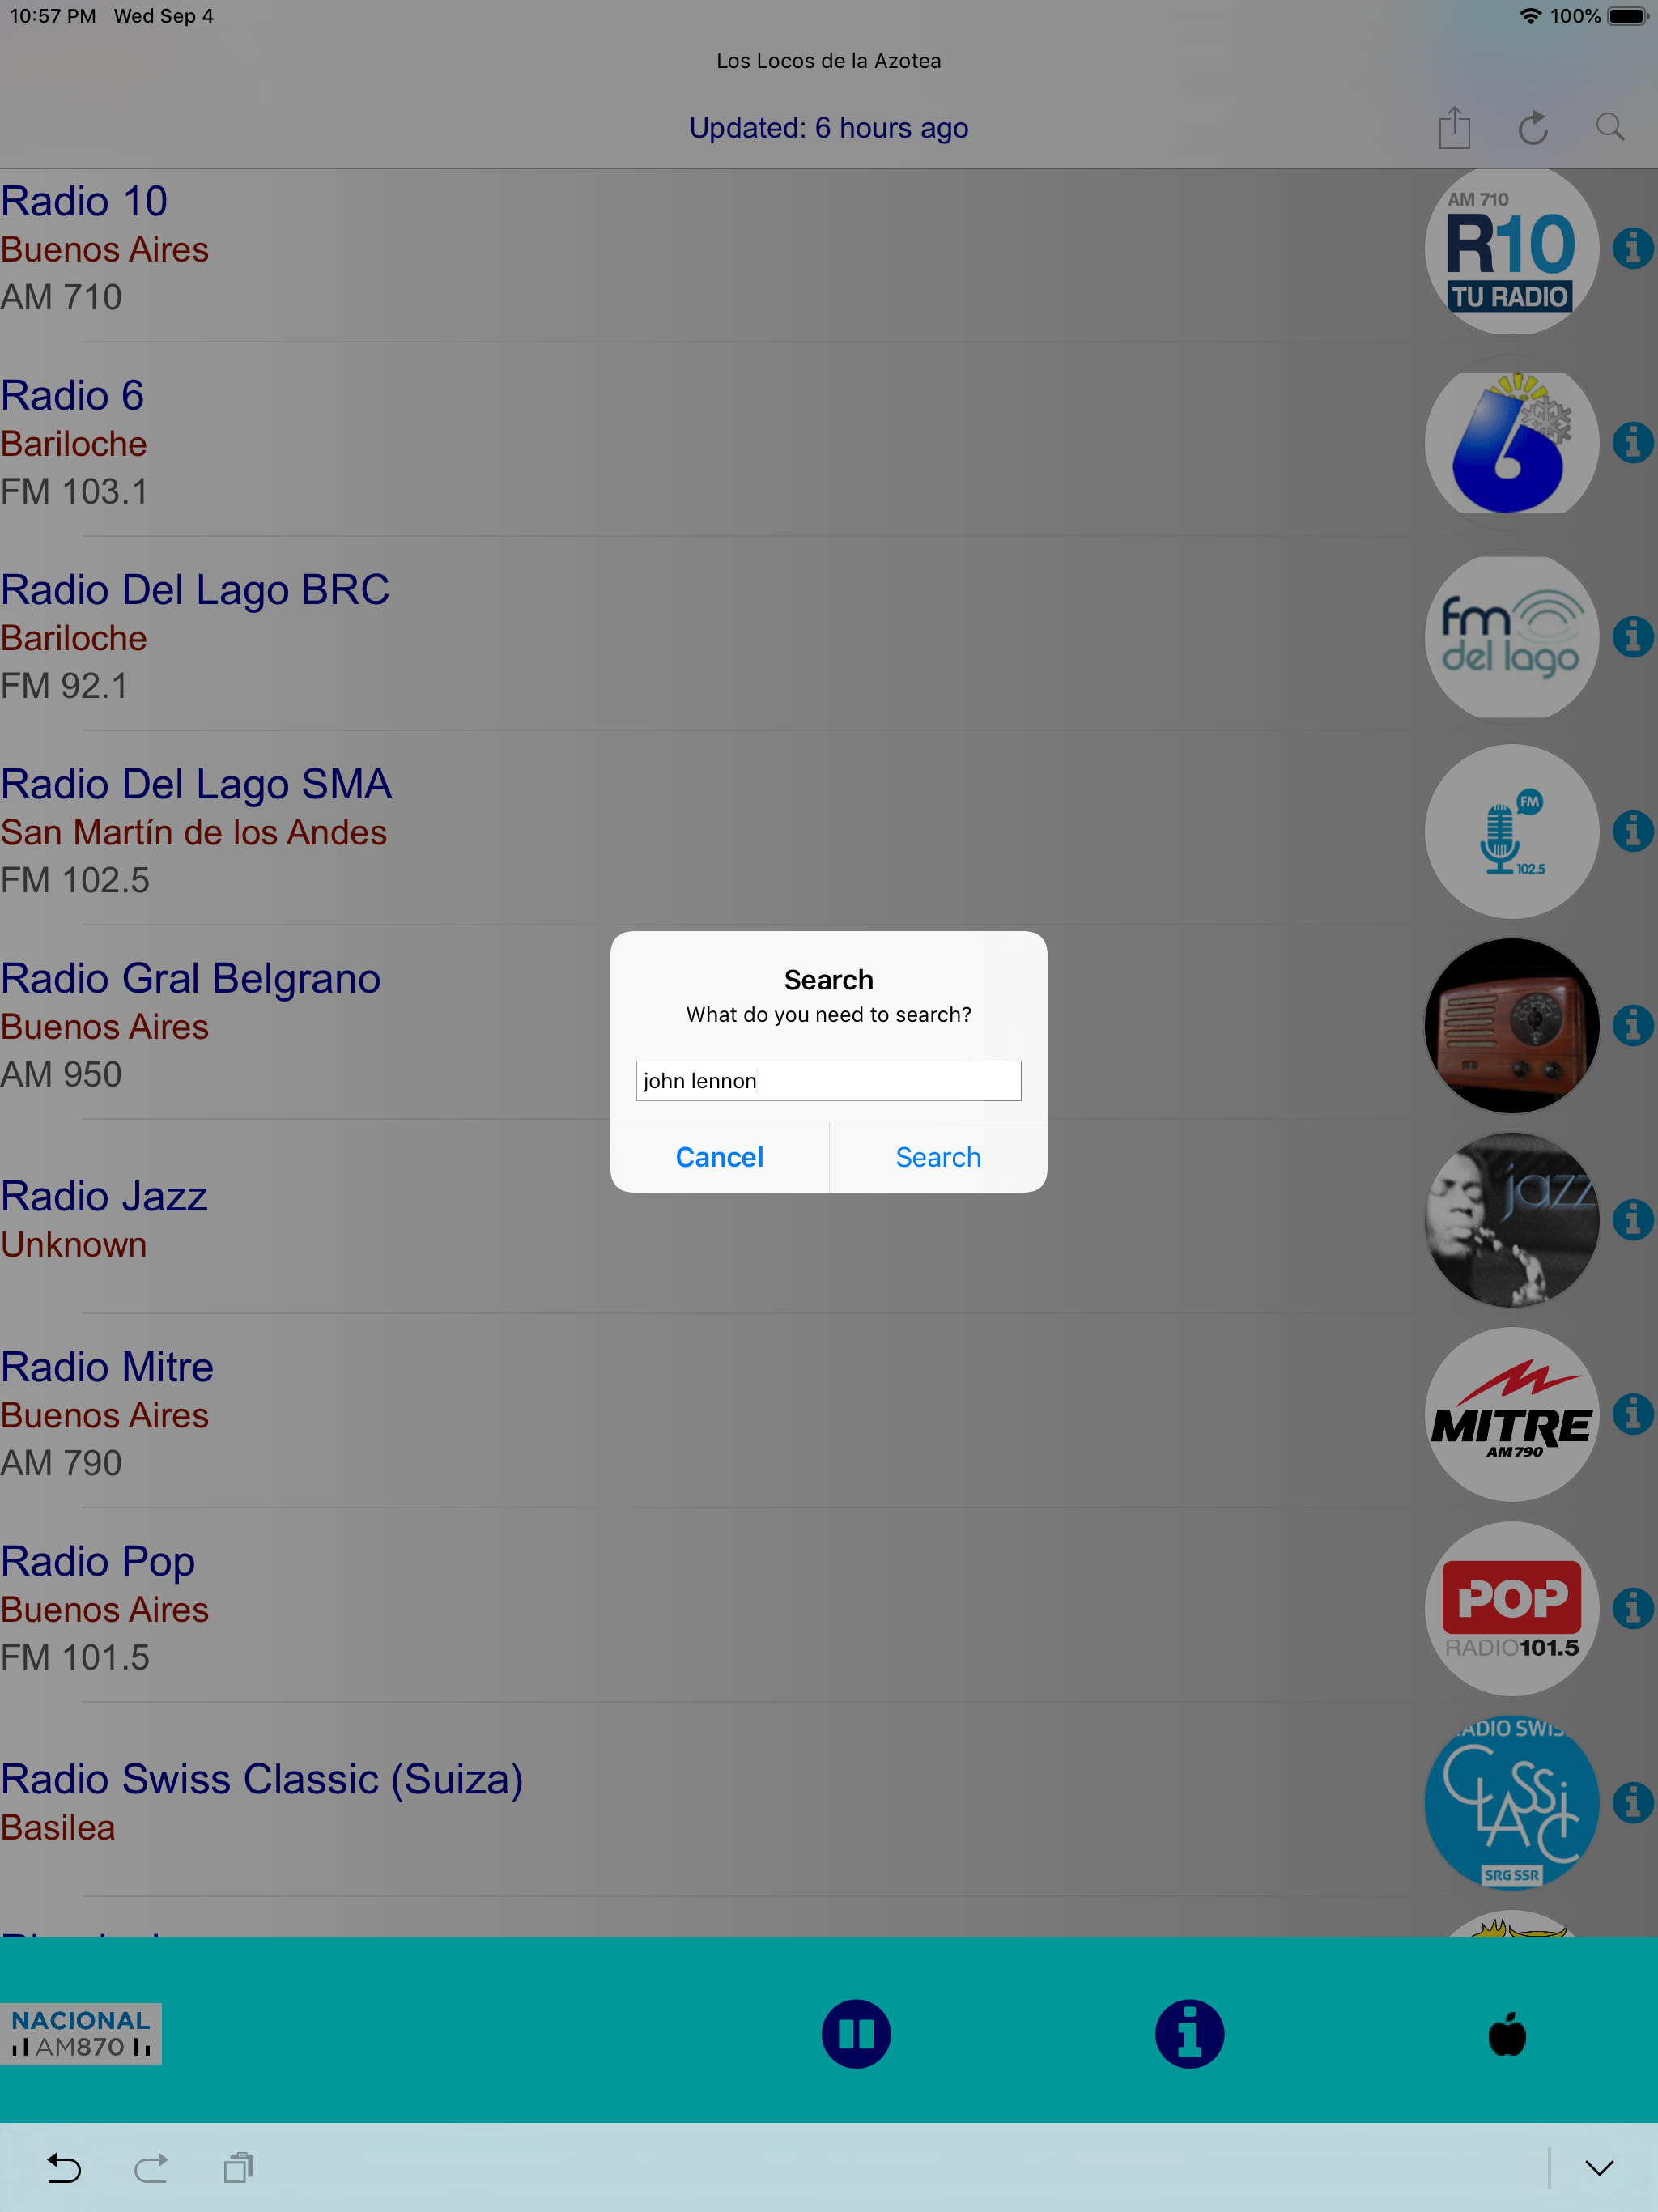 10:57 PM Wed Sep 4
100%
Los Locos de la Azotea
Updated: 6 hours ago
Radio 10
Buenos Aires
AM 710
AM 710
R10
TU RADIO
Radio 6
Bariloche
FM 103.1
6
Radio Del Lago BRC
Bariloche
FM 92.1
fm
del lago
Radio Del Lago SMA
San Martín de los Andes
FM 102.5
FM
102.5
Radio Gral Belgrano
Buenos Aires
AM 950
Search
What do you need to search?
john lennon
Cancel Search
Radio Jazz
Unknown
jazz
Radio Mitre
Buenos Aires
AM 790
MITRE
AM 790
Radio Pop
Buenos Aires
FM 101.5
POP
RADIO101.5
Radio Swiss Classic (Suiza)
Basilea
CLASSIC
SRG SSR
NACIONAL
AM870